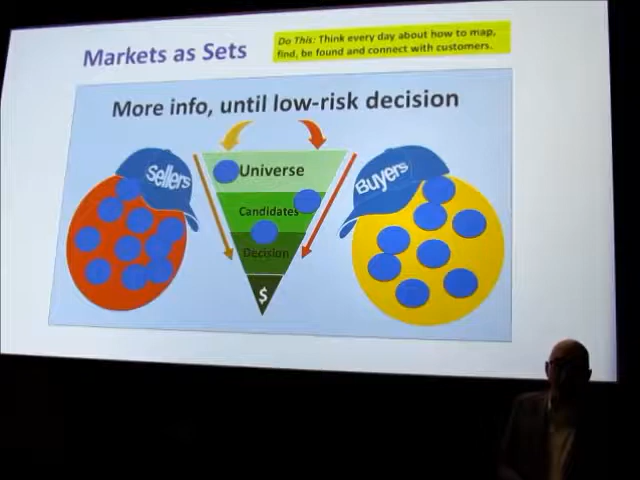 Markets as Sets
Do This: Think every day about how to map,
find, be found and connect with customers.
More info, until low-risk decision
Sellers
Buyers
Universe
Candidates
Decision
$